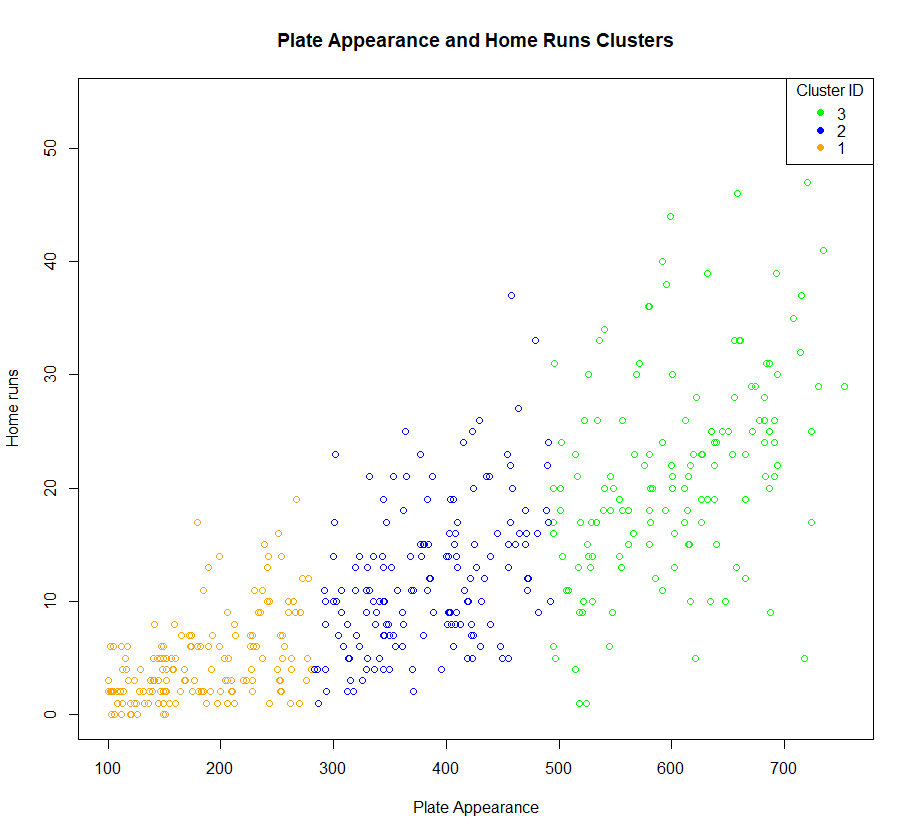 Plate Appearance and Home Runs Clusters
Cluster ID
3
2
1
50
40
30
20
10
0
Home runs
100 200 300 400 500 600 700
Plate Appearance